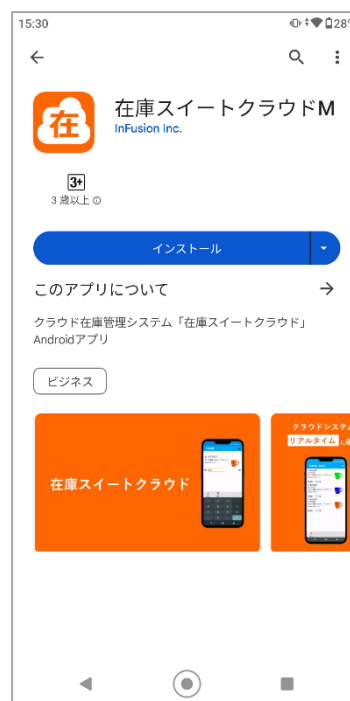 15:30
28%
在
在庫スイートクラウドM
InFusion Inc.
3+
3 歳以上
インストール
このアプリについて
クラウド在庫管理システム「在庫スイートクラウド」
Androidアプリ
ビジネス
在庫スイートクラウド
クラウドシステ
リアルタイム